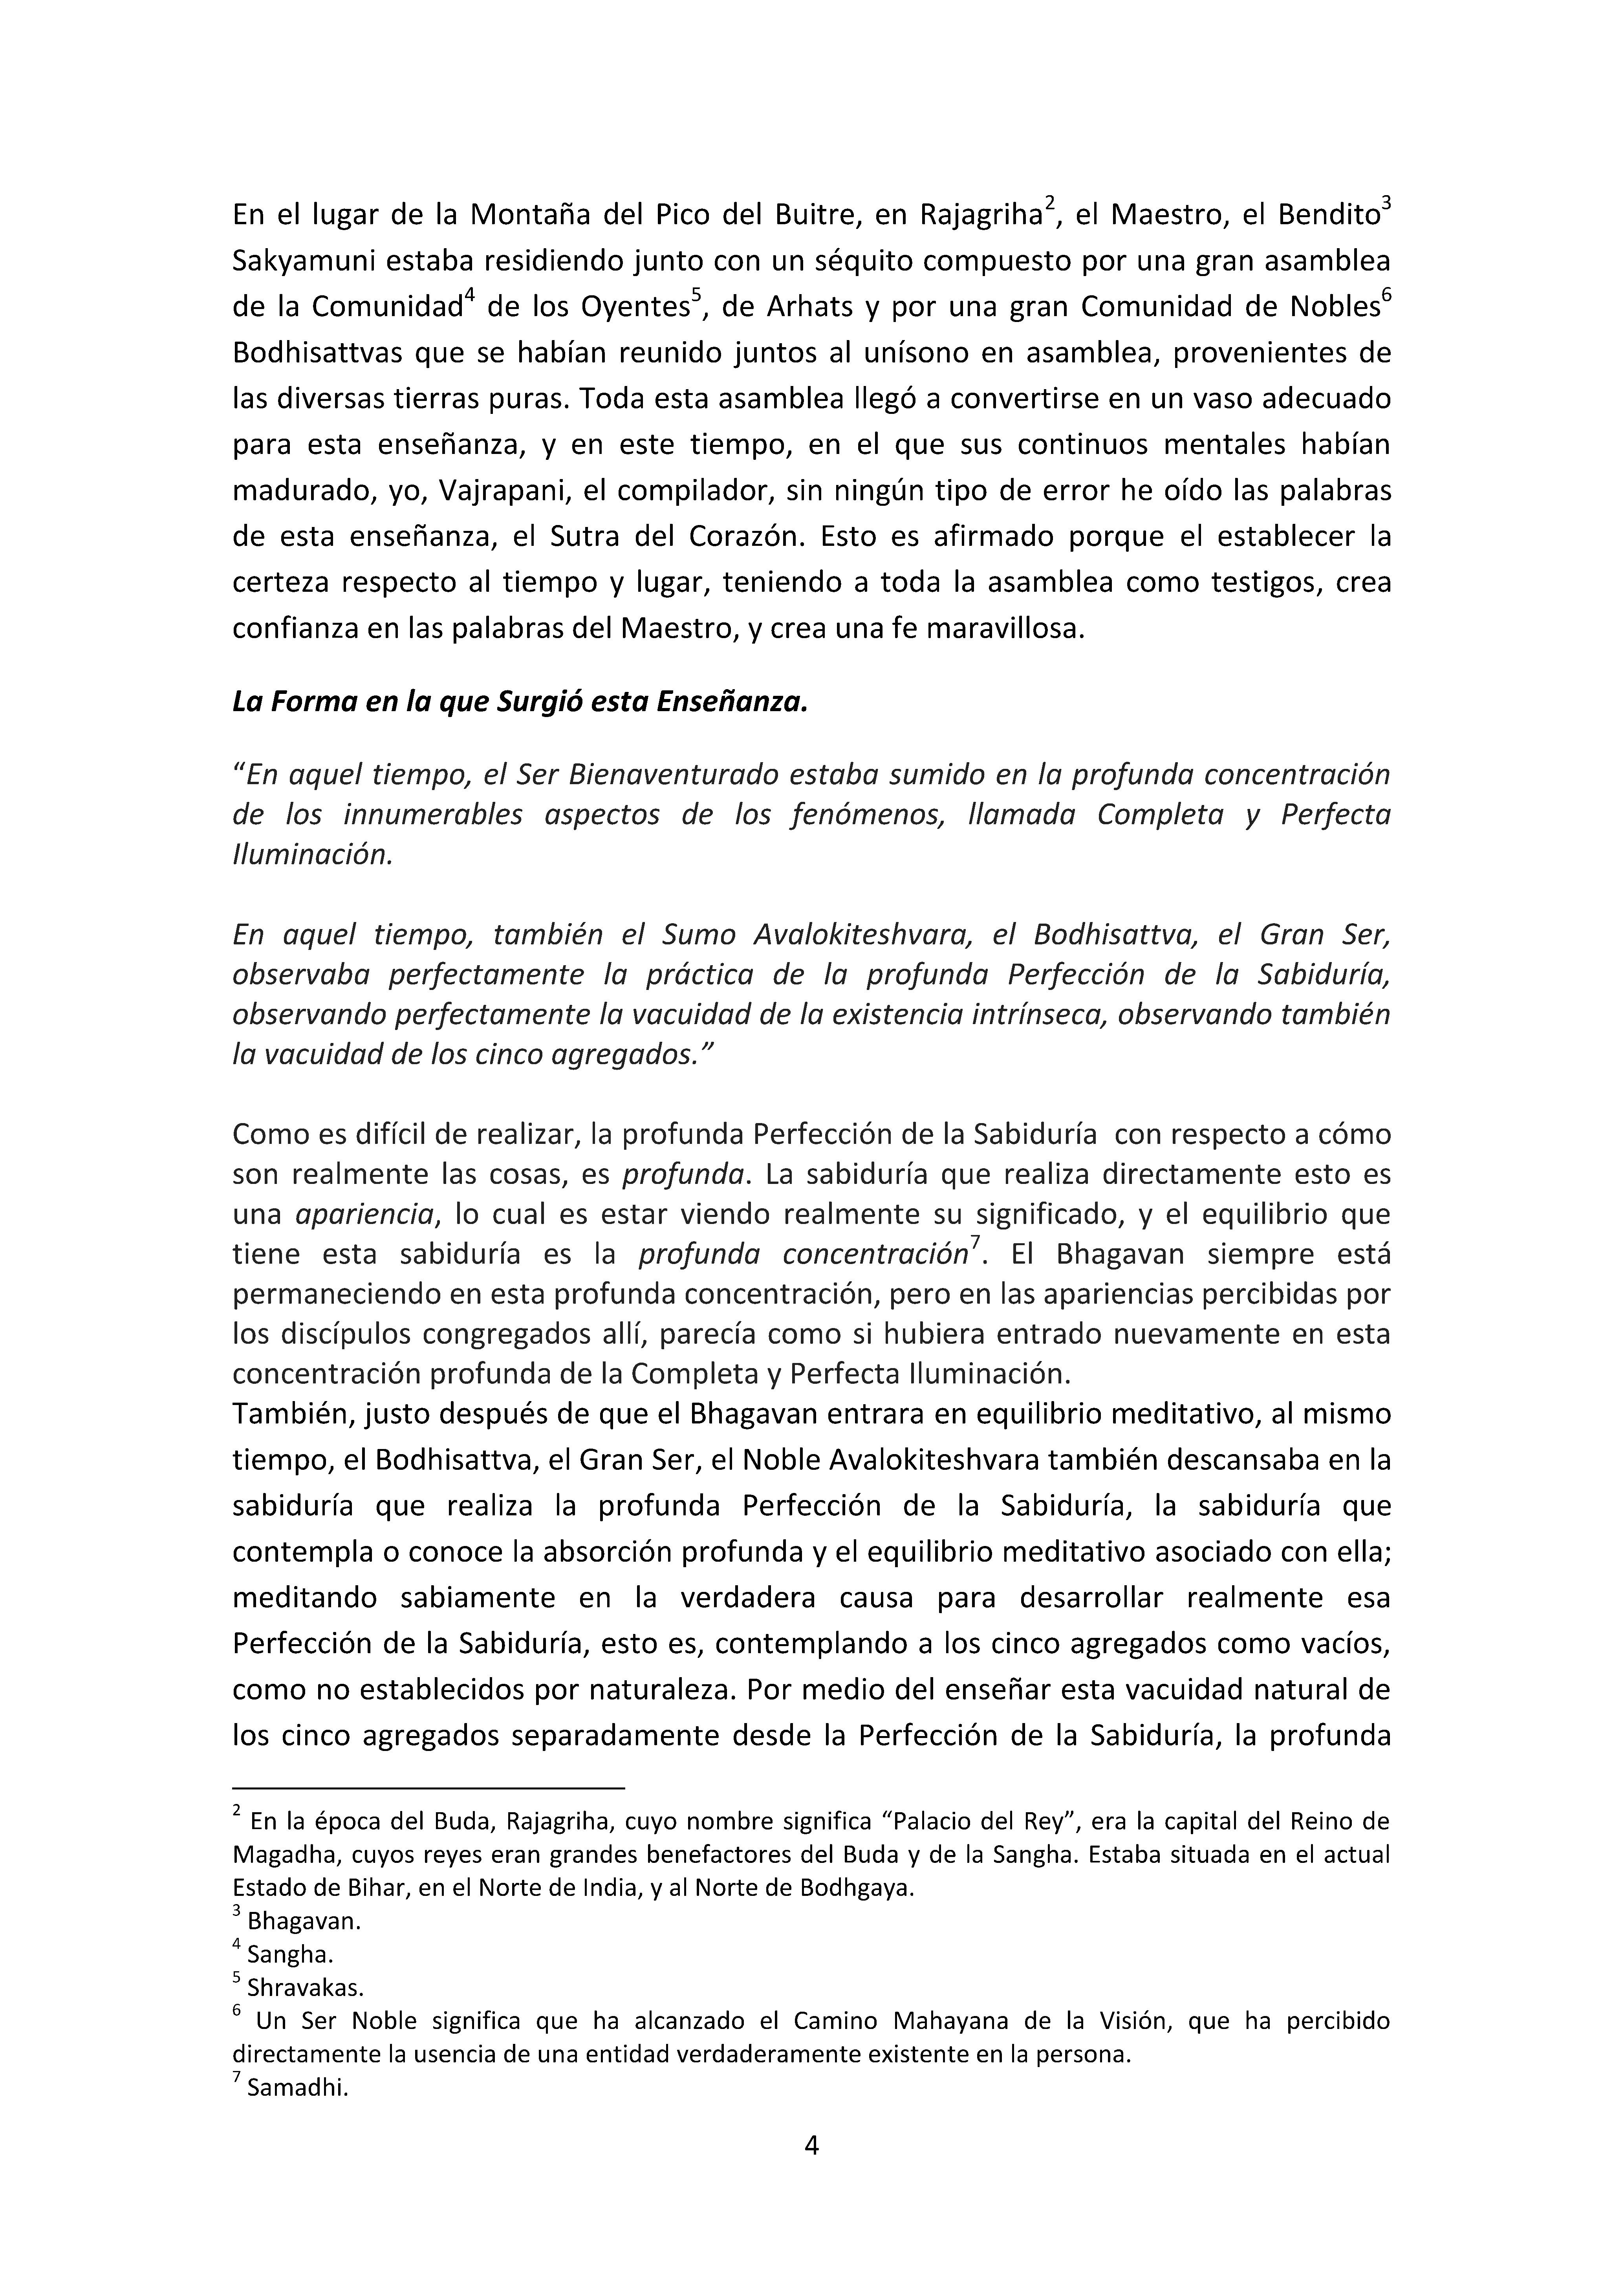 En el lugar de la Montaña del Pico del Buitre, en Rajagriha2, el Maestro, el Bendito3
Sakyamuni estaba residiendo junto con un séquito compuesto por una gran asamblea
de la Comunidad4 de los Oyentes5, de Arhats y por una gran Comunidad de Nobles6
Bodhisattvas que se habían reunido juntos al unísono en asamblea, provenientes de
las diversas tierras puras. Toda esta asamblea llegó a convertirse en un vaso adecuado
para esta enseñanza, y en este tiempo, en el que sus continuos mentales habían
madurado, yo, Vajrapani, el compilador, sin ningún tipo de error he oído las palabras
de esta enseñanza, el Sutra del Corazón. Esto es afirmado porque el establecer la
certeza respecto al tiempo y lugar, teniendo a toda la asamblea como testigos, crea
confianza en las palabras del Maestro, y crea una fe maravillosa.
La Forma en la que Surgió esta Enseñanza.
“En aquel tiempo, el Ser Bienaventurado estaba sumido en la profunda concentración
de los innumerables aspectos de los fenómenos, llamada Completa y Perfecta
Iluminación.
En aquel tiempo, también el Sumo Avalokiteshvara, el Bodhisattva, el Gran Ser,
observaba perfectamente la práctica de la profunda Perfección de la Sabiduría,
observando perfectamente la vacuidad de la existencia intrínseca, observando también
la vacuidad de los cinco agregados.”
Como es difícil de realizar, la profunda Perfección de la Sabiduría con respecto a cómo
son realmente las cosas, es profunda. La sabiduría que realiza directamente esto es
una apariencia, lo cual es estar viendo realmente su significado, y el equilibrio que
tiene esta sabiduría es la profunda concentración7. El Bhagavan siempre está
permaneciendo en esta profunda concentración, pero en las apariencias percibidas por
los discípulos congregados allí, parecía como si hubiera entrado nuevamente en esta
concentración profunda de la Completa y Perfecta Iluminación.
También, justo después de que el Bhagavan entrara en equilibrio meditativo, al mismo
tiempo, el Bodhisattva, el Gran Ser, el Noble Avalokiteshvara también descansaba en la
sabiduría que realiza la profunda Perfección de la Sabiduría, la sabiduría que
contempla o conoce la absorción profunda y el equilibrio meditativo asociado con ella;
meditando sabiamente en la verdadera causa para desarrollar realmente esa
Perfección de la Sabiduría, esto es, contemplando a los cinco agregados como vacíos,
como no establecidos por naturaleza. Por medio del enseñar esta vacuidad natural de
los cinco agregados separadamente desde la Perfección de la Sabiduría, la profunda
2 En la época del Buda, Rajagriha, cuyo nombre significa “Palacio del Rey”, era la capital del Reino de
Magadha, cuyos reyes eran grandes benefactores del Buda y de la Sangha. Estaba situada en el actual
Estado de Bihar, en el Norte de India, y al Norte de Bodhgaya.
3 Bhagavan.
4 Sangha.
5 Shravakas.
6 Un Ser Noble significa que ha alcanzado el Camino Mahayana de la Visión, que ha percibido
directamente la usencia de una entidad verdaderamente existente en la persona.
7 Samadhi.
4